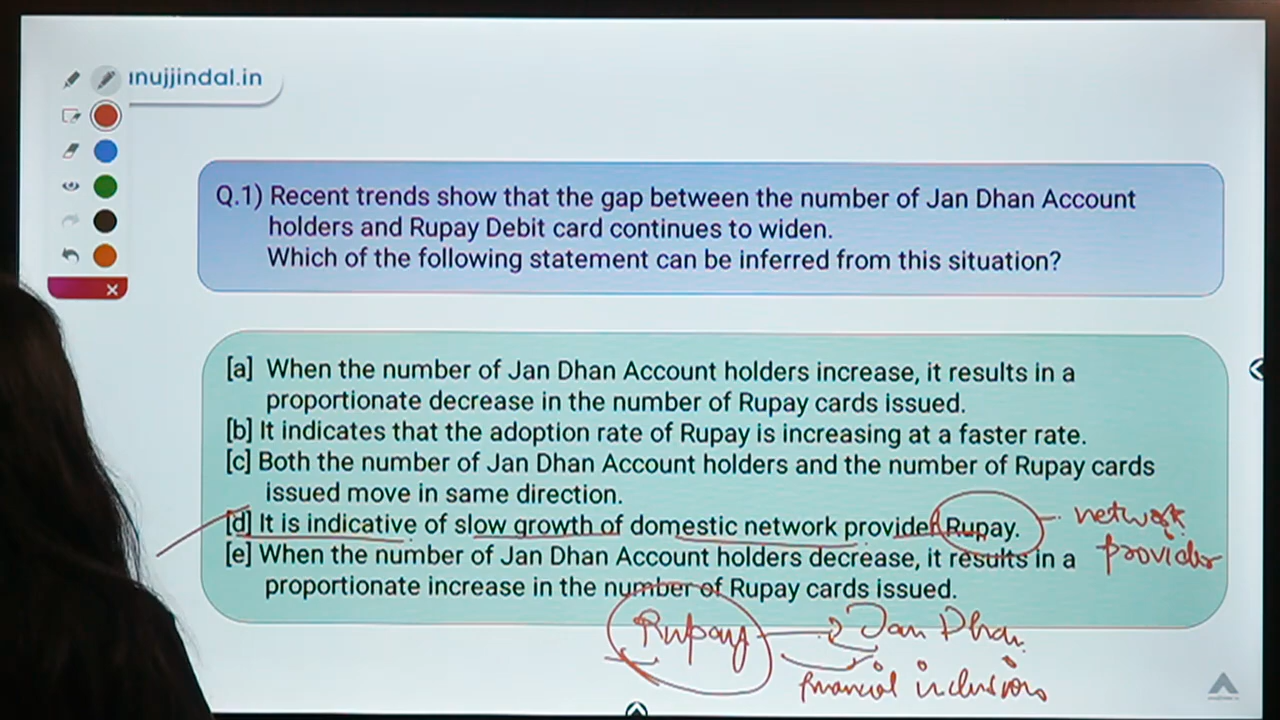 anujjindal.in
Q.1) Recent trends show that the gap between the number of Jan Dhan Account
holders and Rupay Debit card continues to widen.
Which of the following statement can be inferred from this situation?
[a] When the number of Jan Dhan Account holders increase, it results in a
proportionate decrease in the number of Rupay cards issued.
[b] It indicates that the adoption rate of Rupay is increasing at a faster rate.
[c] Both the number of Jan Dhan Account holders and the number of Rupay cards
issued move in same direction.
[d] It is indicative of slow growth of domestic network provider Rupay.
network
provider
[e] When the number of Jan Dhan Account holders decrease, it results in a
proportionate increase in the number of Rupay cards issued.
Rupay Jan Dhan
financial inclusion